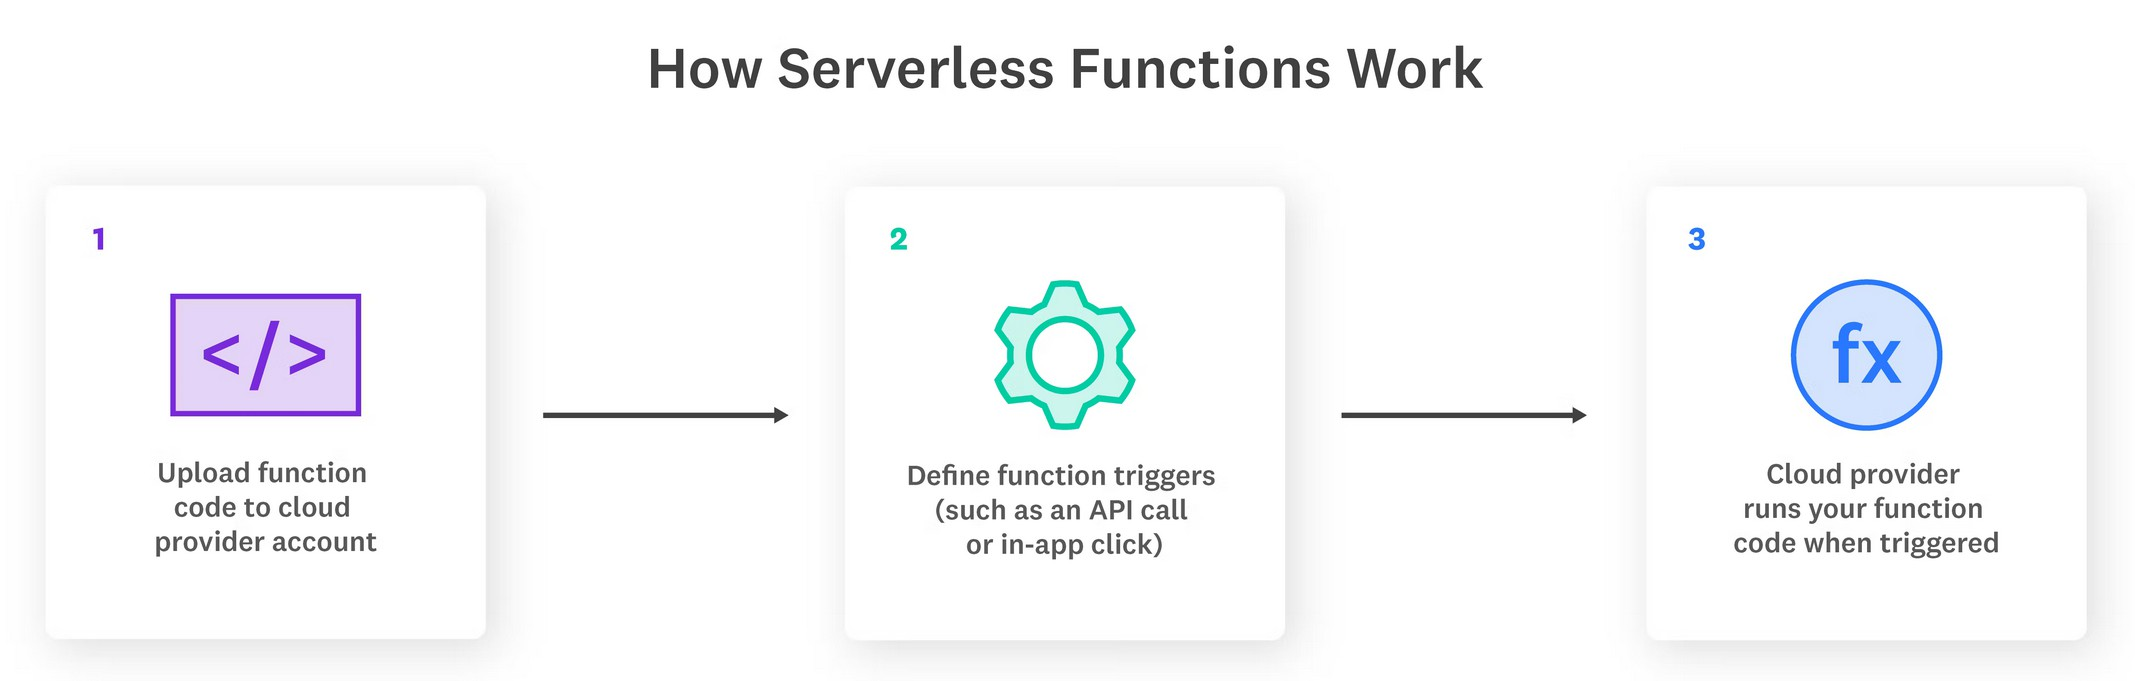 How Serverless Functions Work
1
</>
Upload function
code to cloud
provider account
2
Define function triggers
(such as an API call
or in-app click)
3
fx
Cloud provider
runs your function
code when triggered